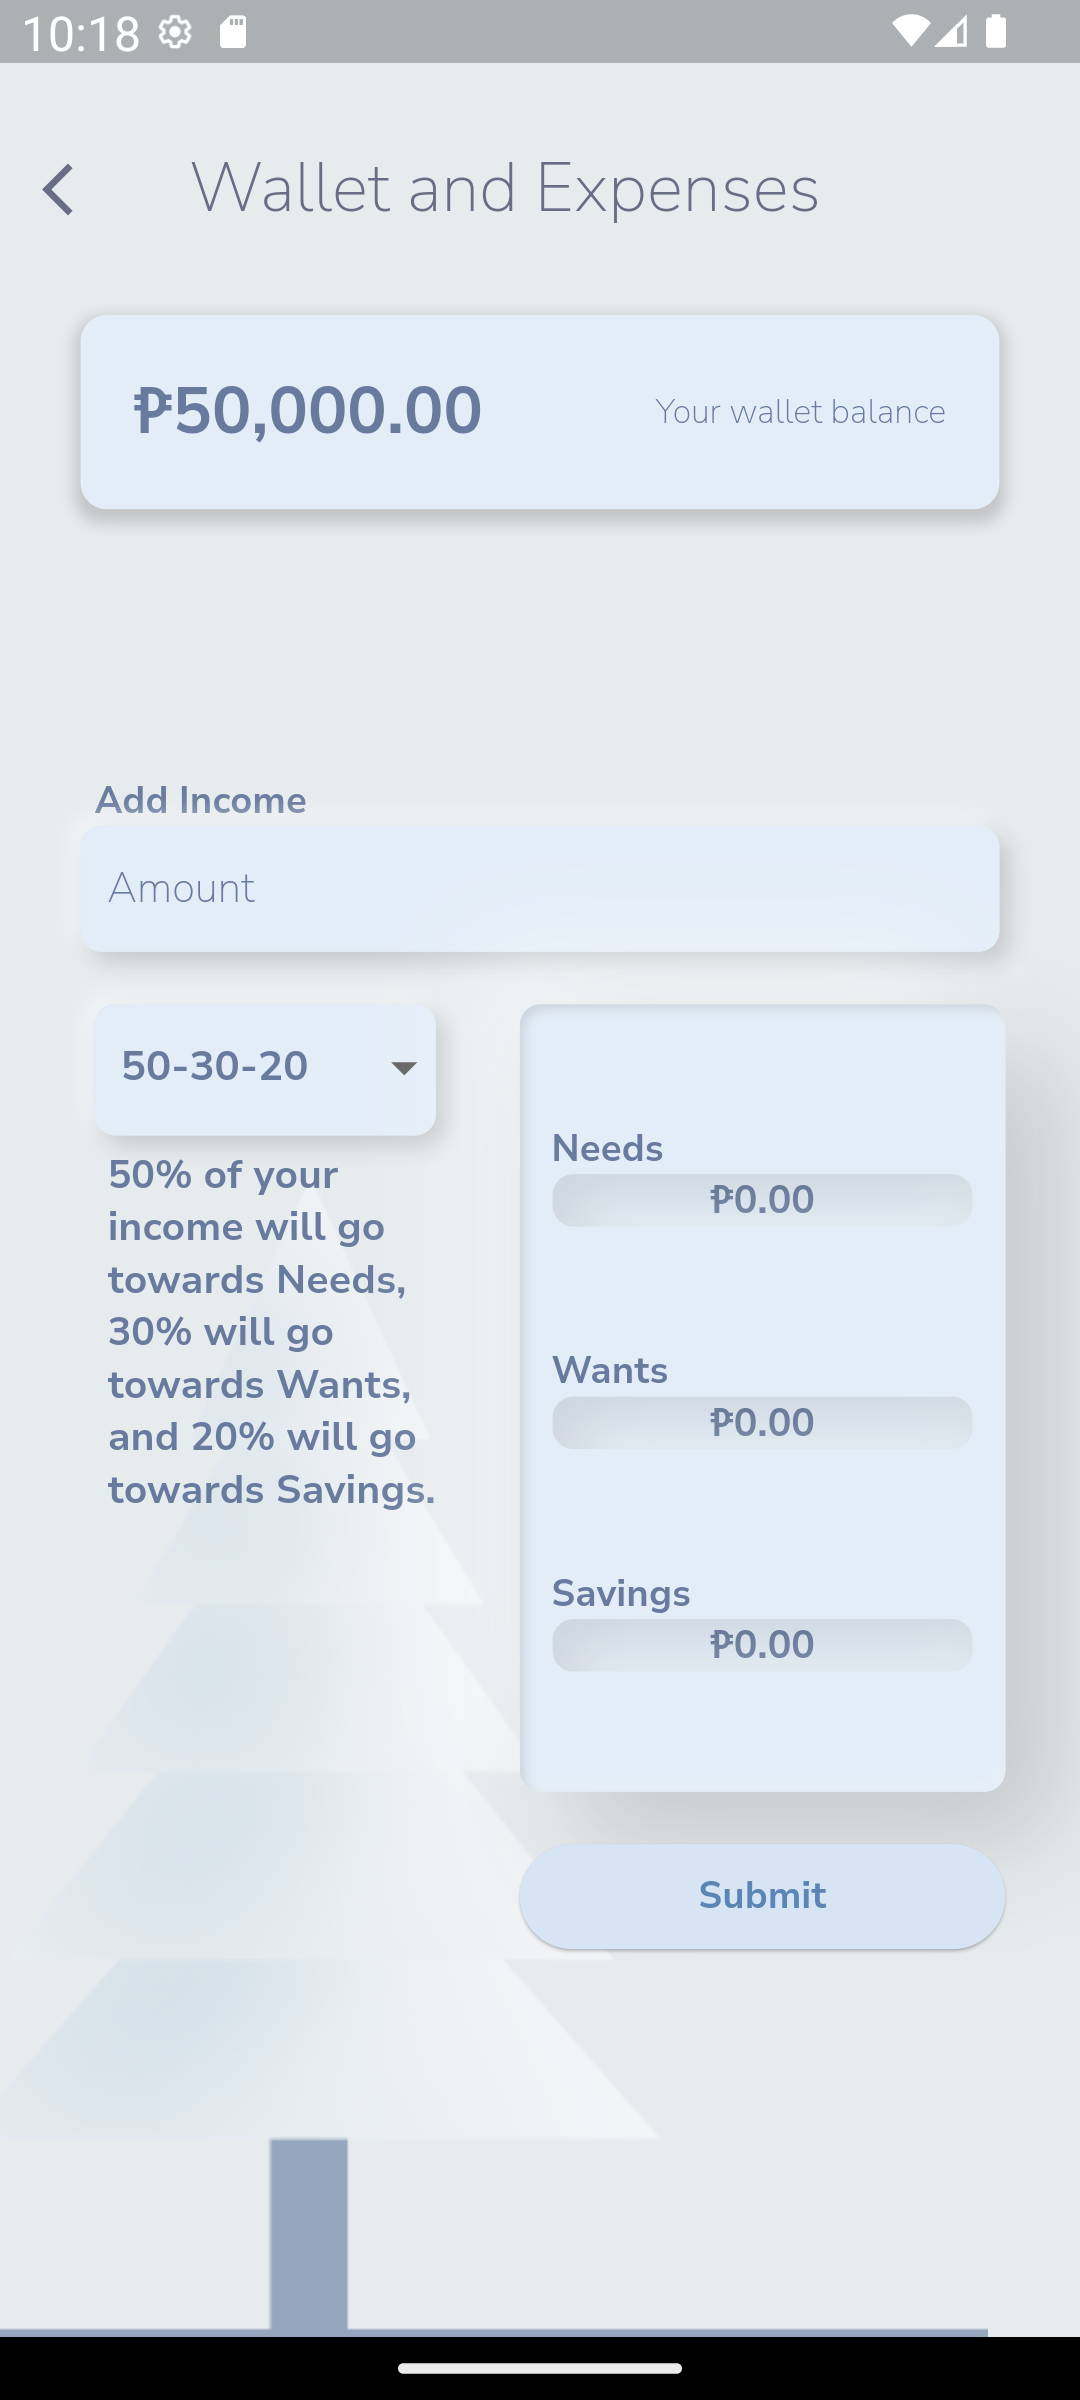 10:18
Wallet and Expenses
₱50,000.00
Your wallet balance
Add Income
Amount
50-30-20
50% of your
income will go
towards Needs,
30% will go
towards Wants,
and 20% will go
towards Savings.
Needs
₱0.00
Wants
₱0.00
Savings
₱0.00
Submit